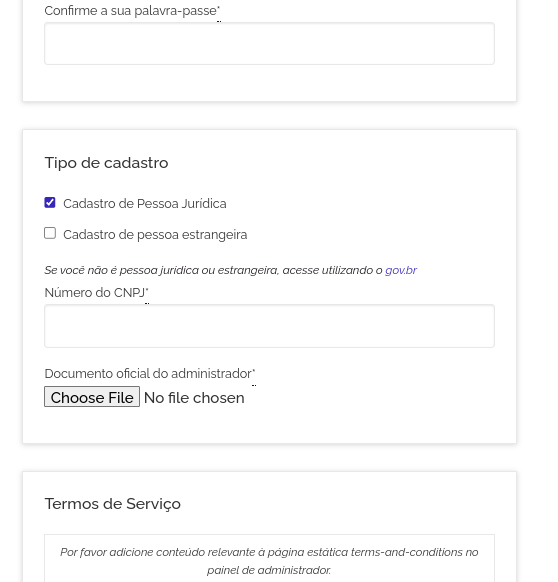 Confirme a sua palavra-passe*
Tipo de cadastro
Cadastro de Pessoa Jurídica
Cadastro de pessoa estrangeira
Se você não é pessoa jurídica ou estrangeira, acesse utilizando o gov.br
Número do CNPJ*
Documento oficial do administrador*
Choose File No file chosen
Termos de Serviço
Por favor adicione conteúdo relevante à página estática terms-and-conditions no
painel de administrador.